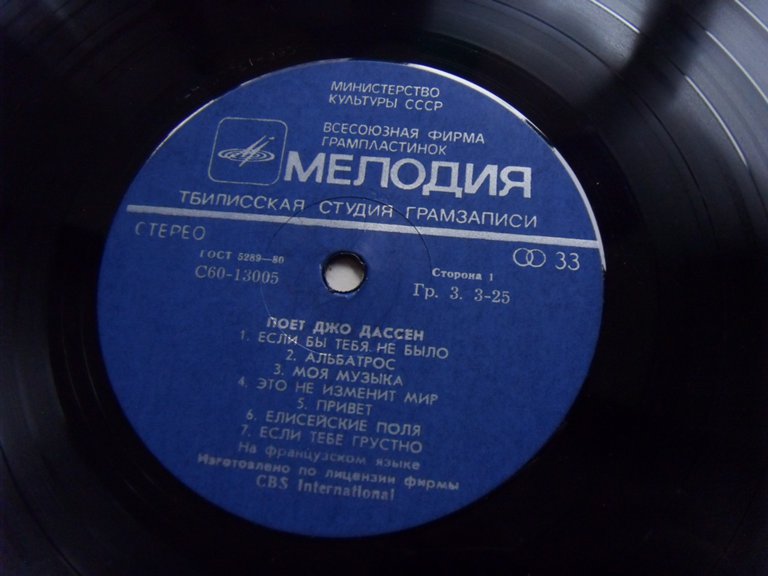 МИНИСТЕРСТВО
КУЛЬТУРЫ СССР
ВСЕСОЮЗНАЯ ФИРМА
ГРАМПЛАСТИНОК
МЕЛОДИЯ
ТБИЛИССКАЯ СТУДИЯ ГРАМЗАПИСИ
СТЕРЕО
33
ГОСТ 5289—80
С60-13005
Сторона 1
Гр. 3. 3-25
ПОЕТ ДЖО ДАССЕН
1. ЕСЛИ БЫ ТЕБЯ НЕ БЫЛО
2. АЛЬБАТРОС
3. МОЯ МУЗЫКА
4. ЭТО НЕ ИЗМЕНИТ МИР
5. ПРИВЕТ
6. ЕЛИСЕЙСКИЕ ПОЛЯ
7. ЕСЛИ ТЕБЕ ГРУСТНО
На французском языке
Изготовлено по лицензии фирмы
CBS International